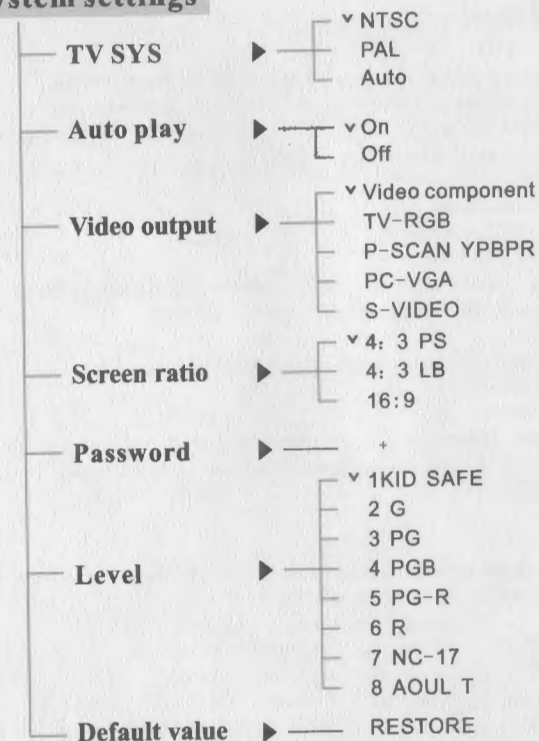 ystem settings
TV SYS
NTSC
PAL
Auto
Auto play
On
Off
Video output
Video component
TV-RGB
P-SCAN YPBPR
PC-VGA
S-VIDEO
Screen ratio
4: 3 PS
4: 3 LB
16:9
Password
+
Level
1KID SAFE
2 G
3 PG
4 PGB
5 PG-R
6 R
7 NC-17
8 AOUL T
Default value
RESTORE